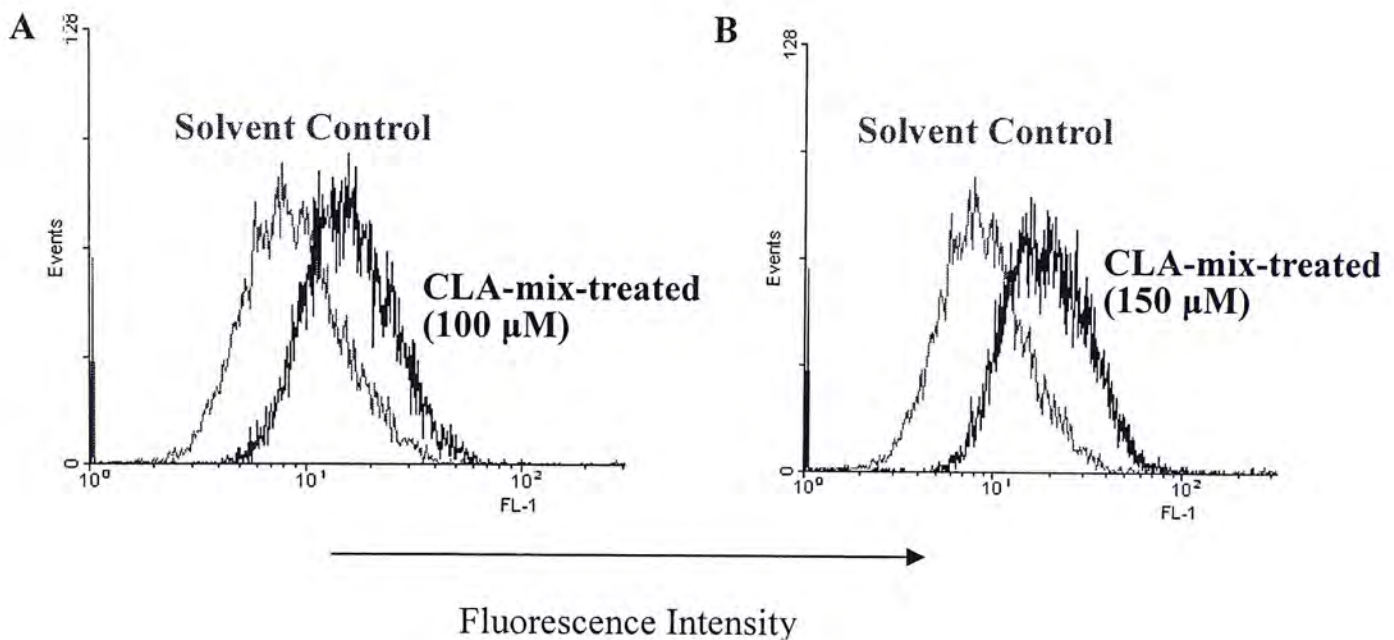 A
128
Events
0
Solvent Control
CLA-mix-treated
(100 µM)
10⁰
10¹
10²
FL-1
B
128
Events
0
Solvent Control
CLA-mix-treated
(150 µM)
10⁰
10¹
10²
FL-1
Fluorescence Intensity